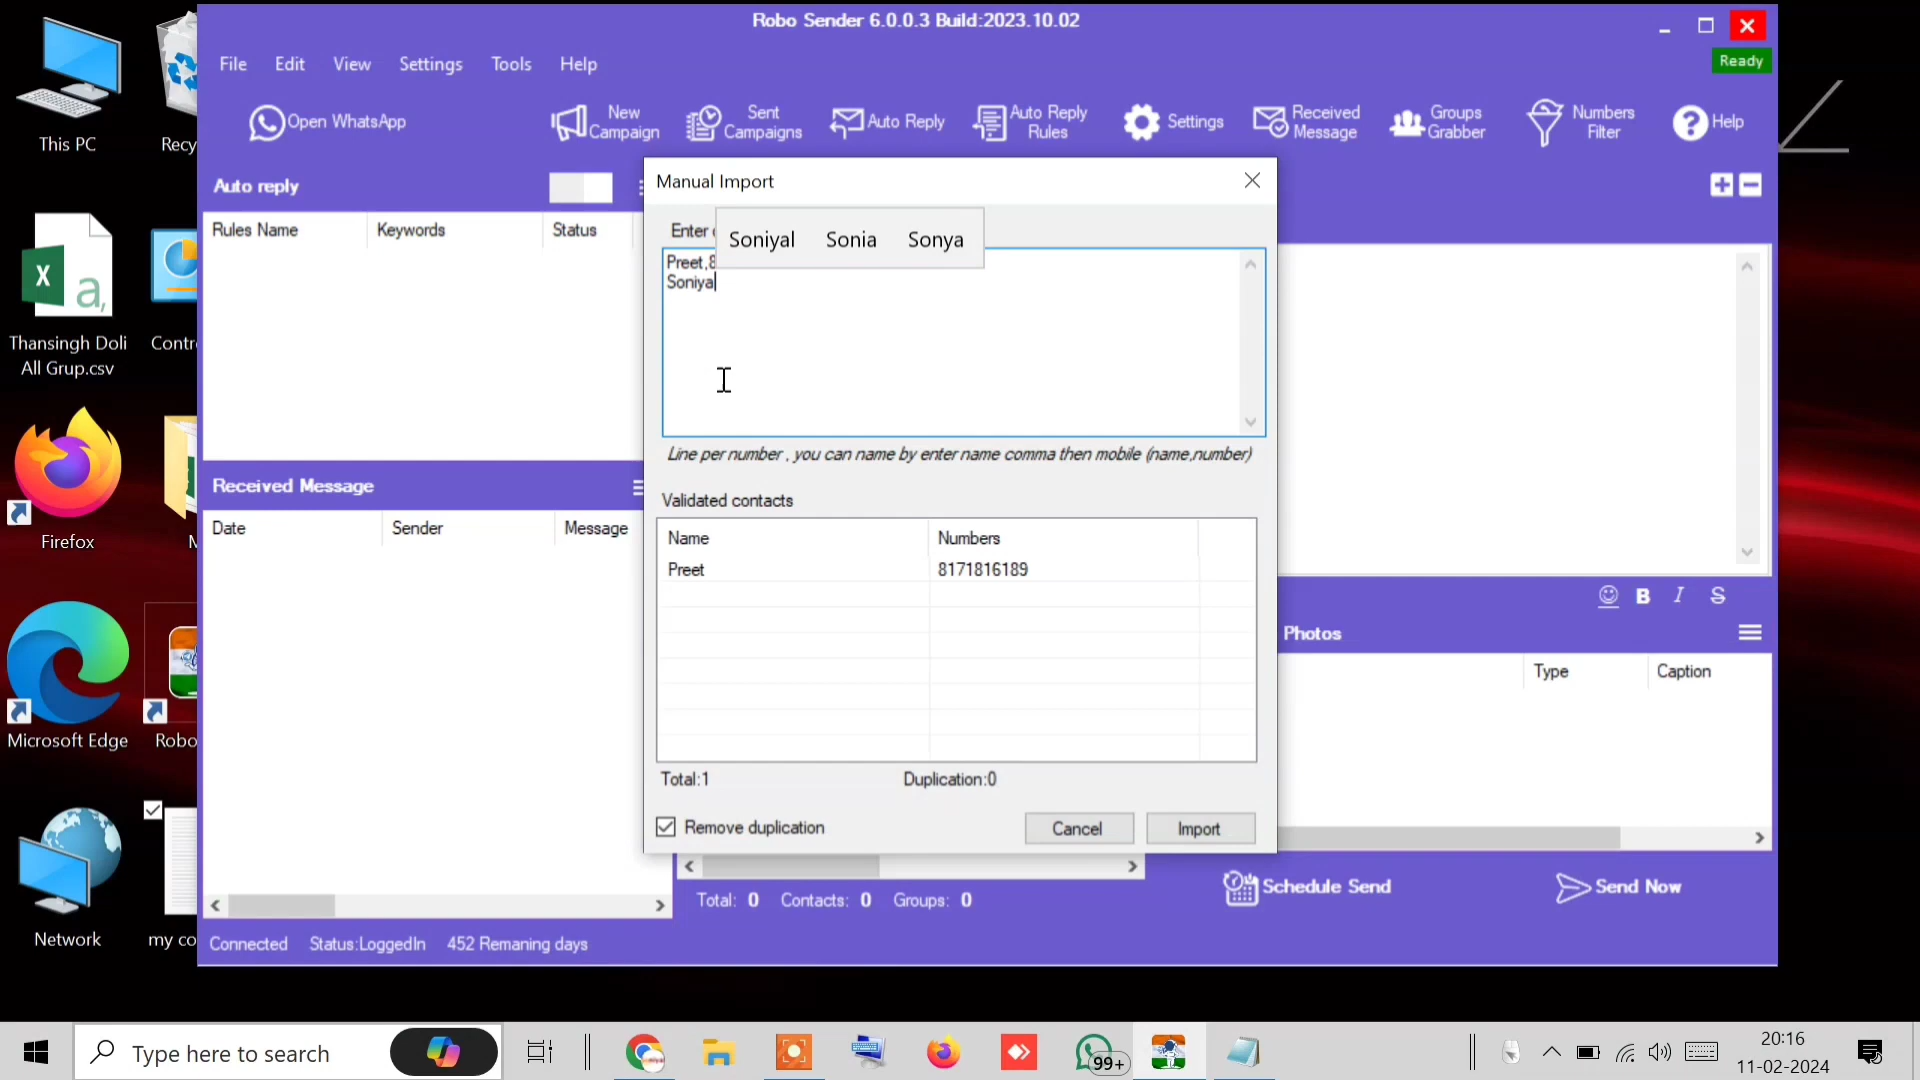 Robo Sender 6.0.0.3 Build:2023.10.02
File Edit View Settings Tools Help
Ready
Open WhatsApp
New Campaign
Sent Campaigns
Auto Reply
Auto Reply Rules
Settings
Received Message
Groups Grabber
Numbers Filter
Help
Auto reply
Rules Name Keywords Status
Received Message
Date Sender Message
Manual Import
Enter
Soniyal Sonia Sonya
Preet,8
Soniya
Line per number , you can name by enter name comma then mobile (name,number)
Validated contacts
Name Numbers
Preet 8171816189
Total:1 Duplication:0
Remove duplication
Cancel Import
B I S
Photos
Type Caption
Total: 0 Contacts: 0 Groups: 0
Schedule Send
Send Now
Connected Status:LoggedIn 452 Remaning days
This PC
Recy
X
a,
Thansingh Doli
All Grup.csv
Contr
Firefox
Microsoft Edge
Robo
Network
my co
Type here to search
99+
20:16
11-02-2024